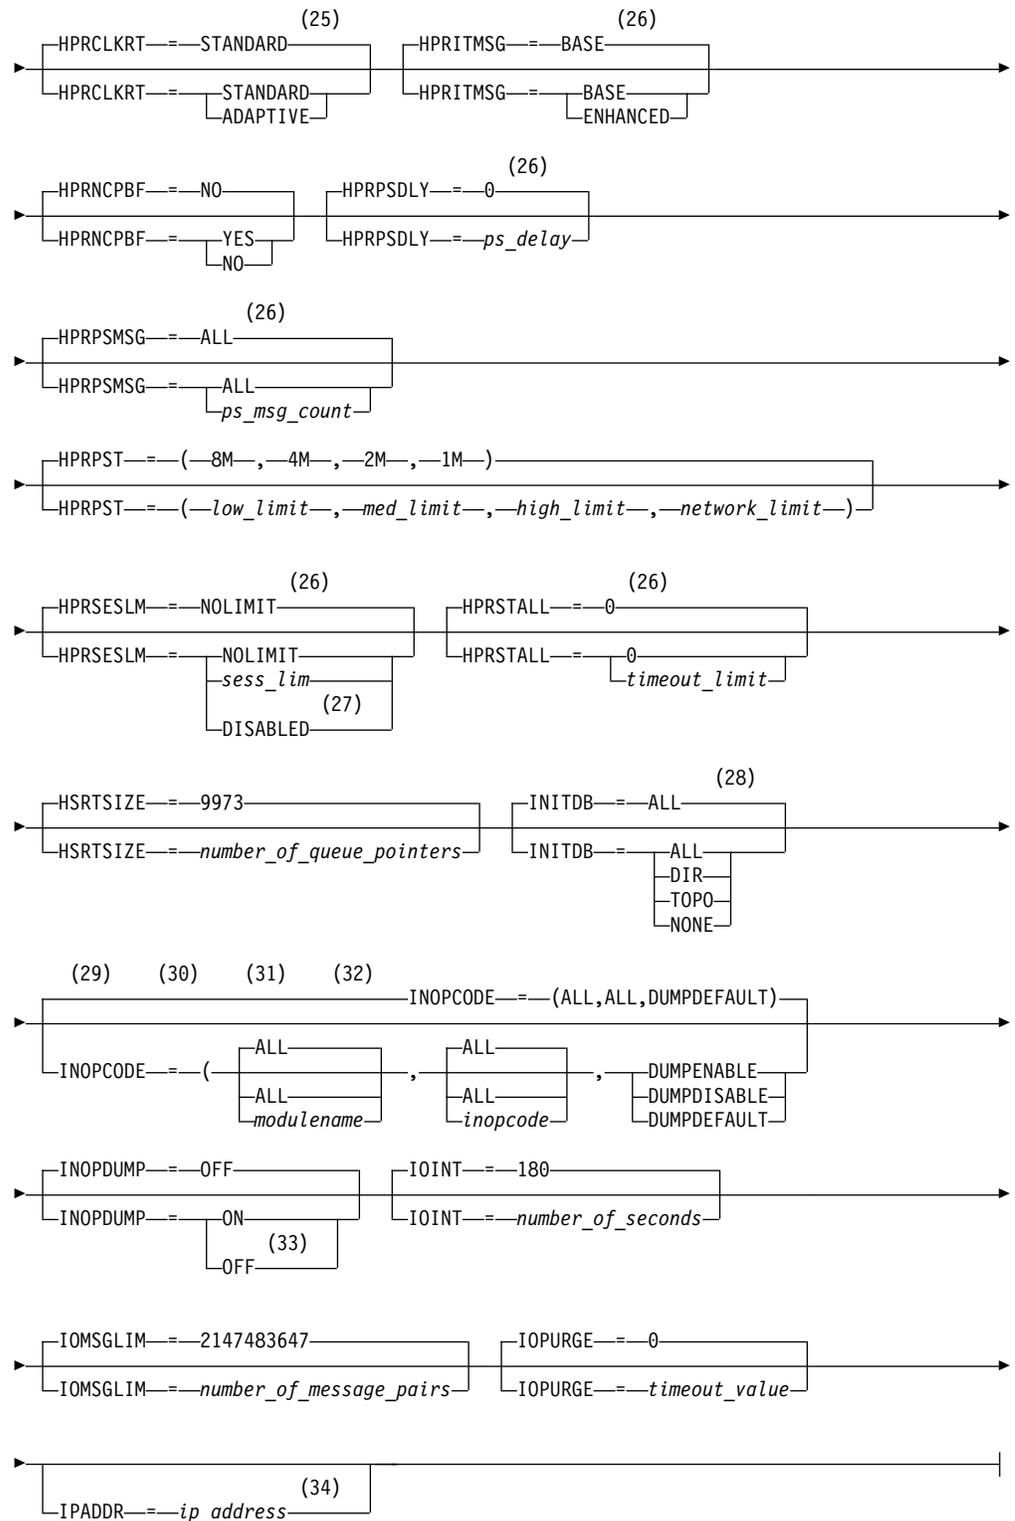 (25) (26)
HPRCLKRT = STANDARD HPRITMSG = BASE
HPRCLKRT = STANDARD HPRITMSG = BASE
ADAPTIVE ENHANCED
(26)
HPRNCPBF = NO HPRPSDLY = 0
HPRNCPBF = YES HPRPSDLY = ps_delay
NO
(26)
HPRPSMSG = ALL
HPRPSMSG = ALL
ps_msg_count
HPRPST = ( 8M , 4M , 2M , 1M )
HPRPST = ( low_limit , med_limit , high_limit , network_limit )
(26) (26)
HPRSESLM = NOLIMIT HPRSTALL = 0
HPRSESLM = NOLIMIT HPRSTALL = 0
sess_lim timeout_limit
(27)
DISABLED
(28)
HSRTSIZE = 9973 INITDB = ALL
HSRTSIZE = number_of_queue_pointers INITDB = ALL
DIR
TOPO
NONE
(29) (30) (31) (32)
INOPCODE = (ALL,ALL,DUMPDEFAULT)
ALL ALL
INOPCODE = ( , , DUMPENABLE
ALL ALL DUMPDISABLE
modulename inopcode DUMPDEFAULT
INOPDUMP = OFF IOINT = 180
INOPDUMP = ON IOINT = number_of_seconds
(33)
OFF
IOMSGLIM = 2147483647 IOPURGE = 0
IOMSGLIM = number_of_message_pairs IOPURGE = timeout_value
(34)
IPADDR = ip address